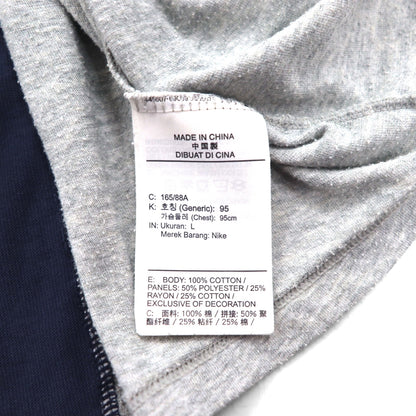 MADE IN CHINA
中国製
DIBUAT DI CINA
C: 165/88A
K: 호칭 (Generic): 95
가슴둘레 (Chest): 95cm
IN: Ukuran: L
Merek Barang: Nike
E: BODY: 100% COTTON /
PANELS: 50% POLYESTER / 25%
RAYON / 25% COTTON /
EXCLUSIVE OF DECORATION
C: 面料: 100% 棉 / 拼接: 50% 聚
酯纤维 / 25% 粘纤 / 25% 棉 /